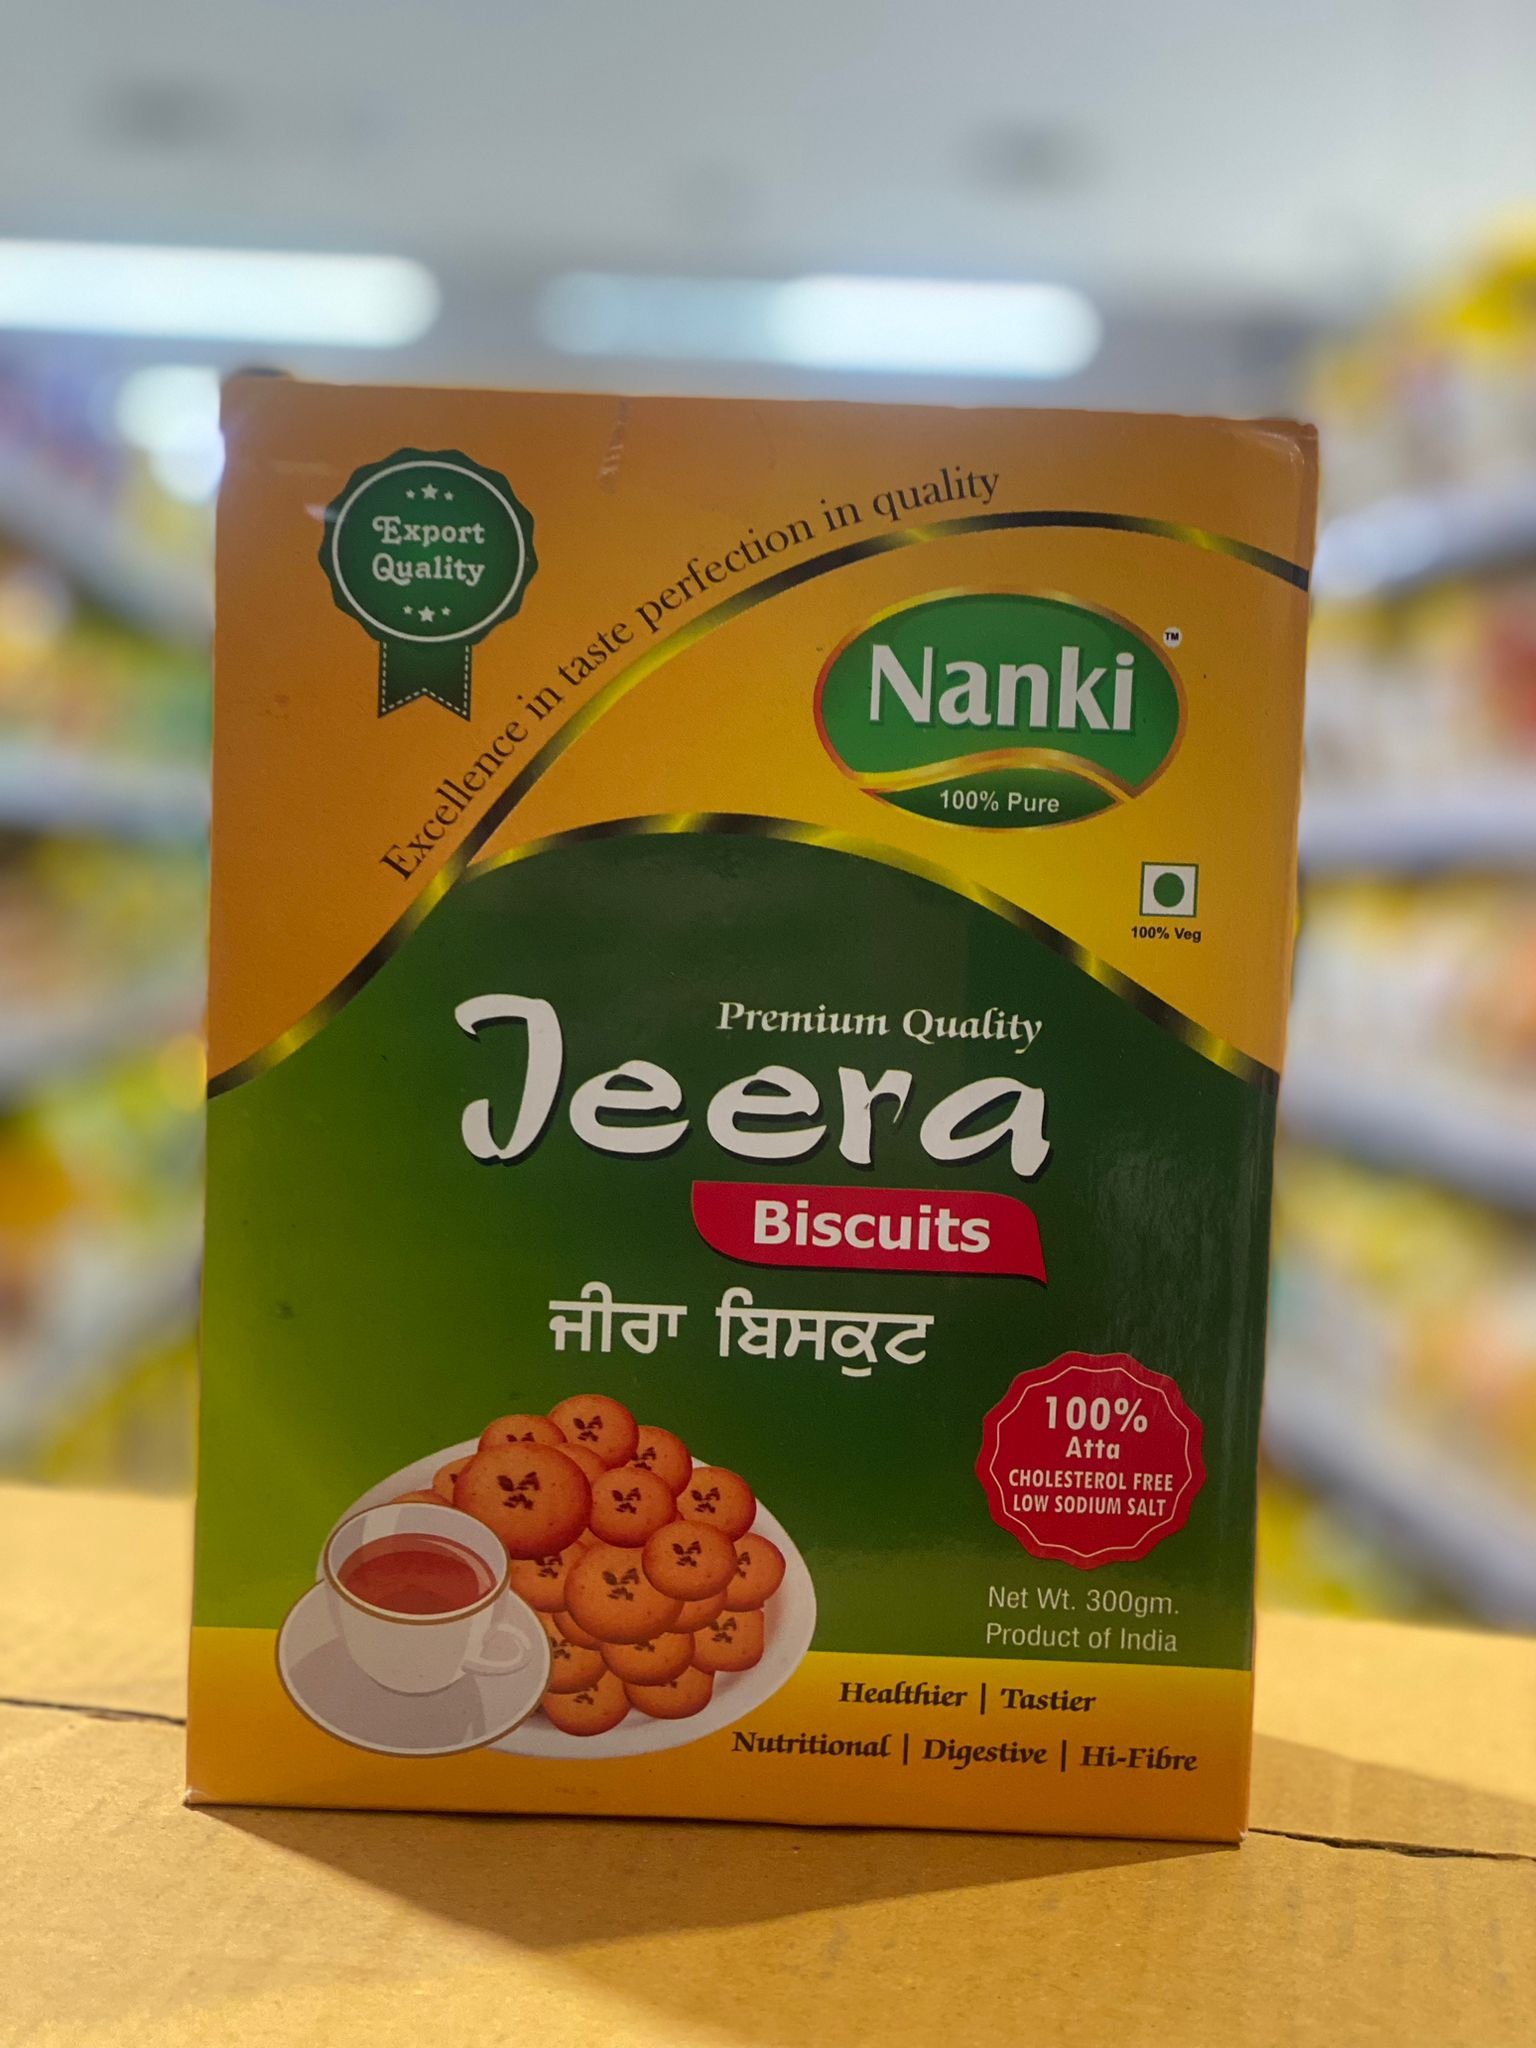 Export
Quality
Excellence in taste perfection in quality
Nanki
TM
100% Pure
100% Veg
Premium Quality
Jeera
Biscuits
ਜੀਰਾ ਬਿਸਕੁਟ
100%
Atta
CHOLESTEROL FREE
LOW SODIUM SALT
Net Wt. 300gm.
Product of India
Healthier | Tastier
Nutritional | Digestive | Hi-Fibre